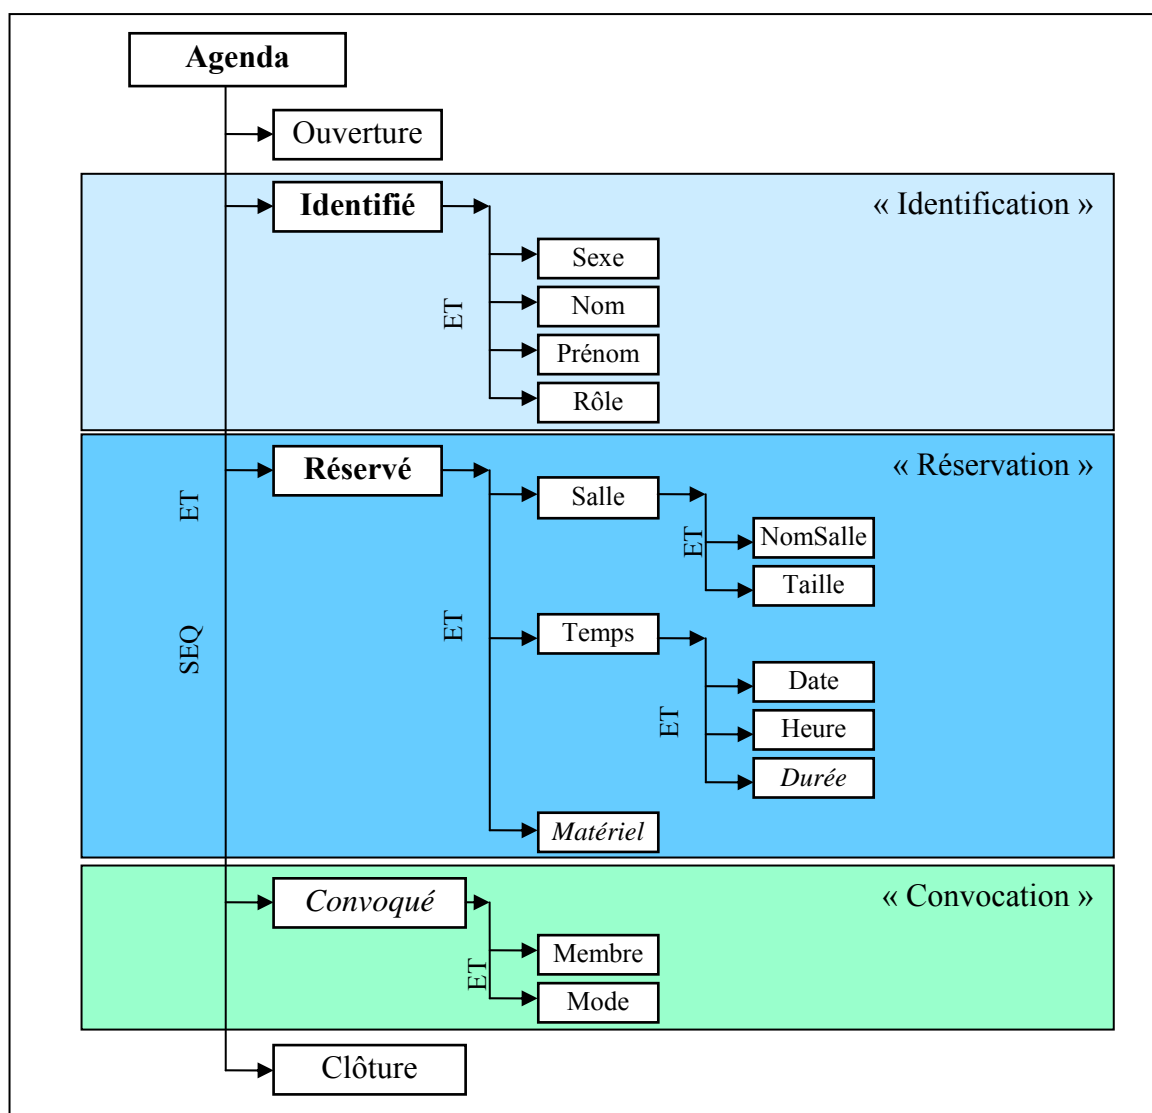 Agenda
Ouverture
Identifié
« Identification »
Sexe
ET
Nom
Prénom
Rôle
Réservé
« Réservation »
ET
Salle
ET
NomSalle
Taille
ET
Temps
SEQ
Date
ET
Heure
Durée
Matériel
Convoqué
« Convocation »
Membre
ET
Mode
Clôture